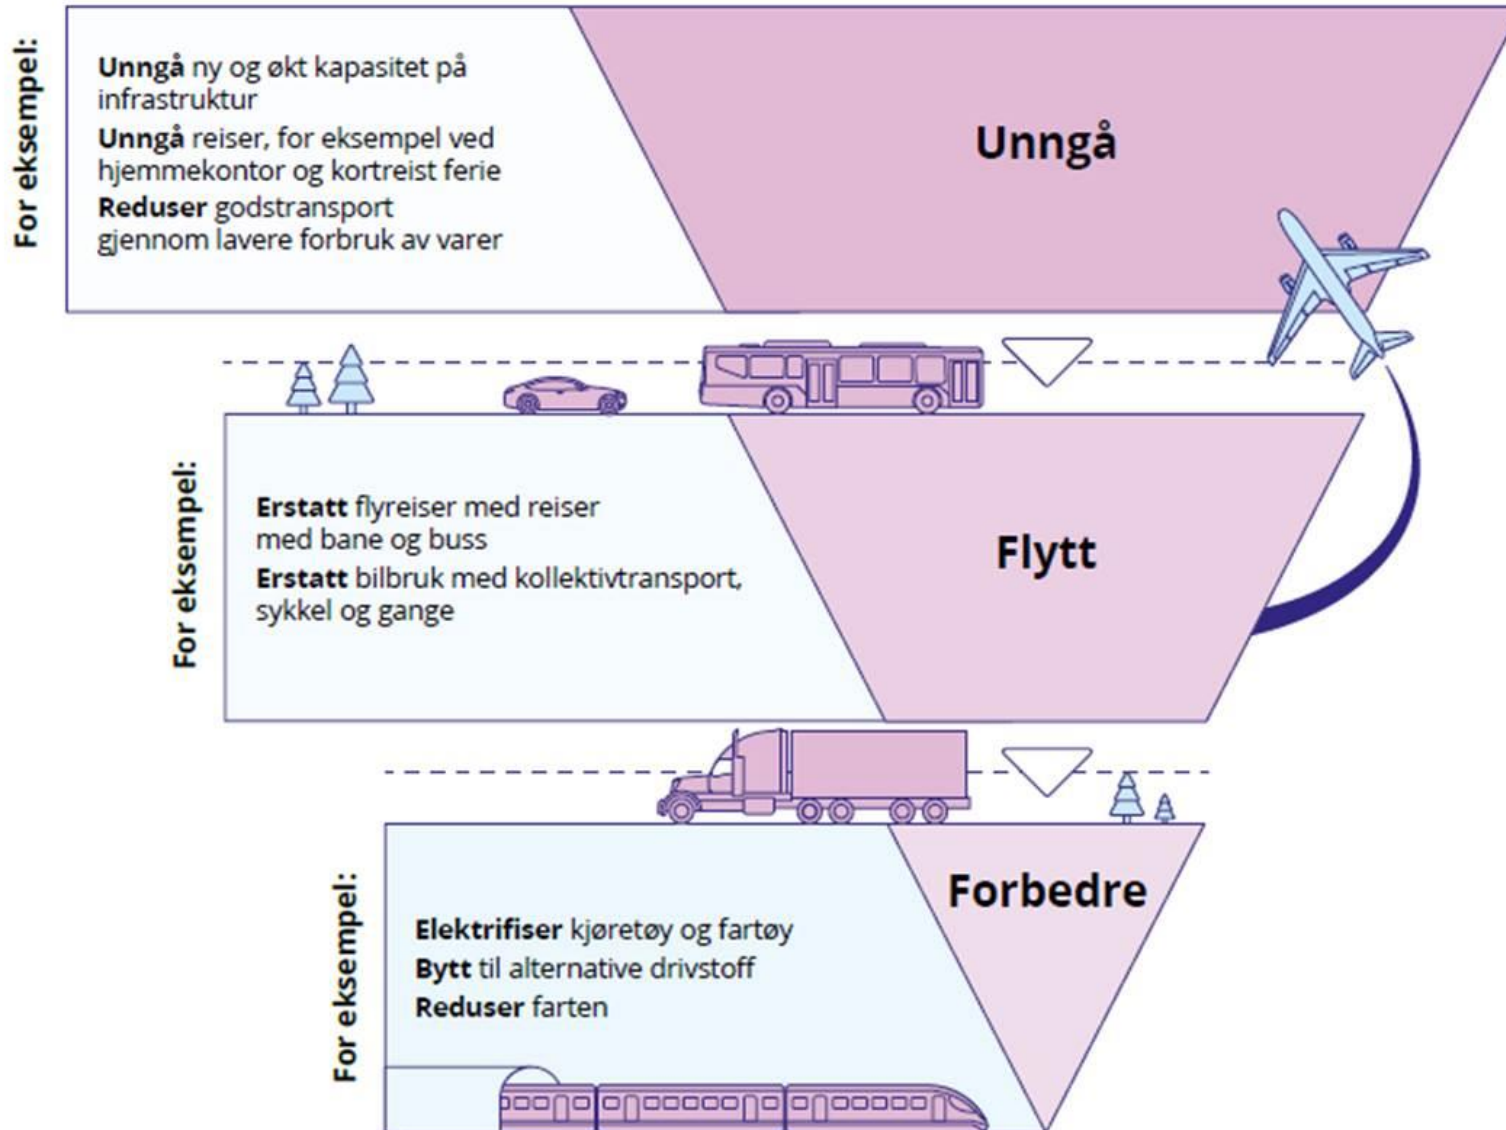 For eksempel:
Unngå ny og økt kapasitet på
infrastruktur
Unngå reiser, for eksempel ved
hjemmekontor og kortreist ferie
Reduser godstransport
gjennom lavere forbruk av varer
Unngå
For eksempel:
Erstatt flyreiser med reiser
med bane og buss
Erstatt bilbruk med kollektivtransport,
sykkel og gange
Flytt
For eksempel:
Elektrifiser kjøretøy og fartøy
Bytt til alternative drivstoff
Reduser farten
Forbedre